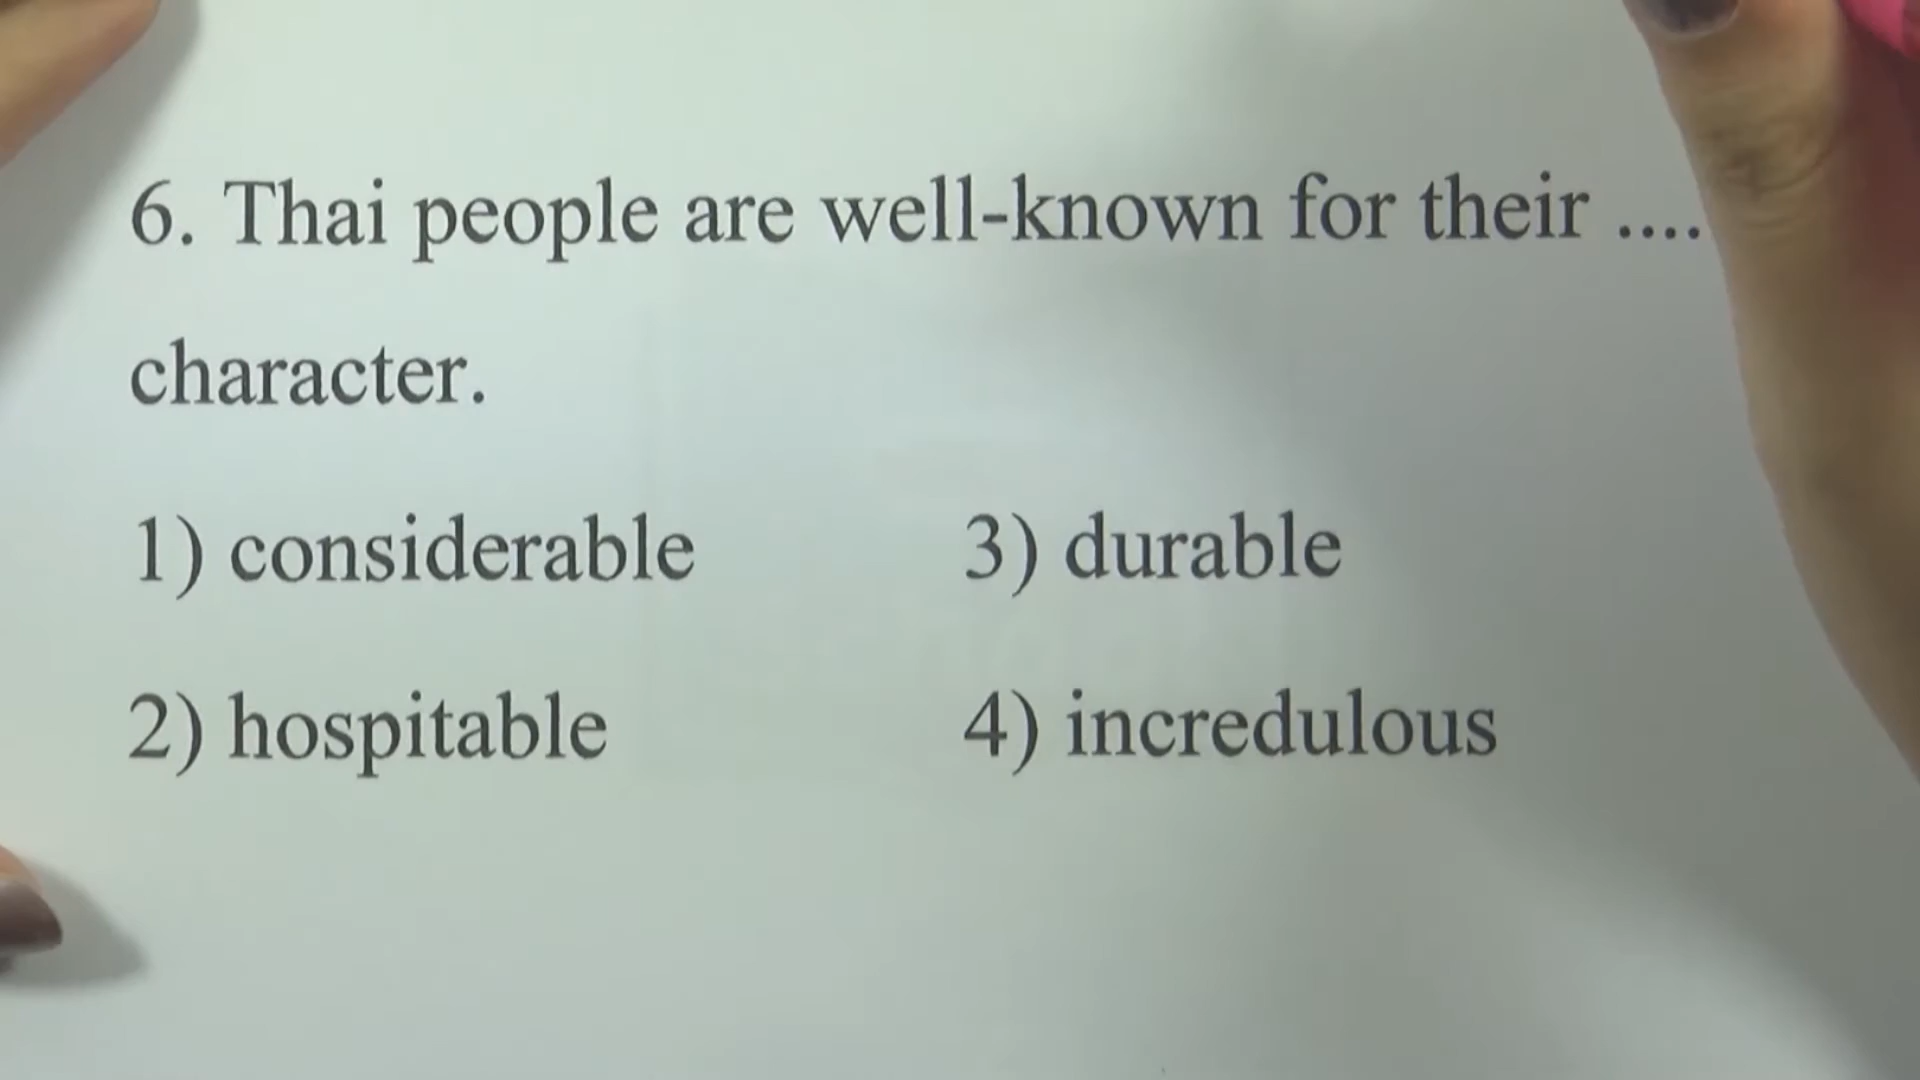 6. Thai people are well-known for their ....
character.
1) considerable 3) durable
2) hospitable 4) incredulous